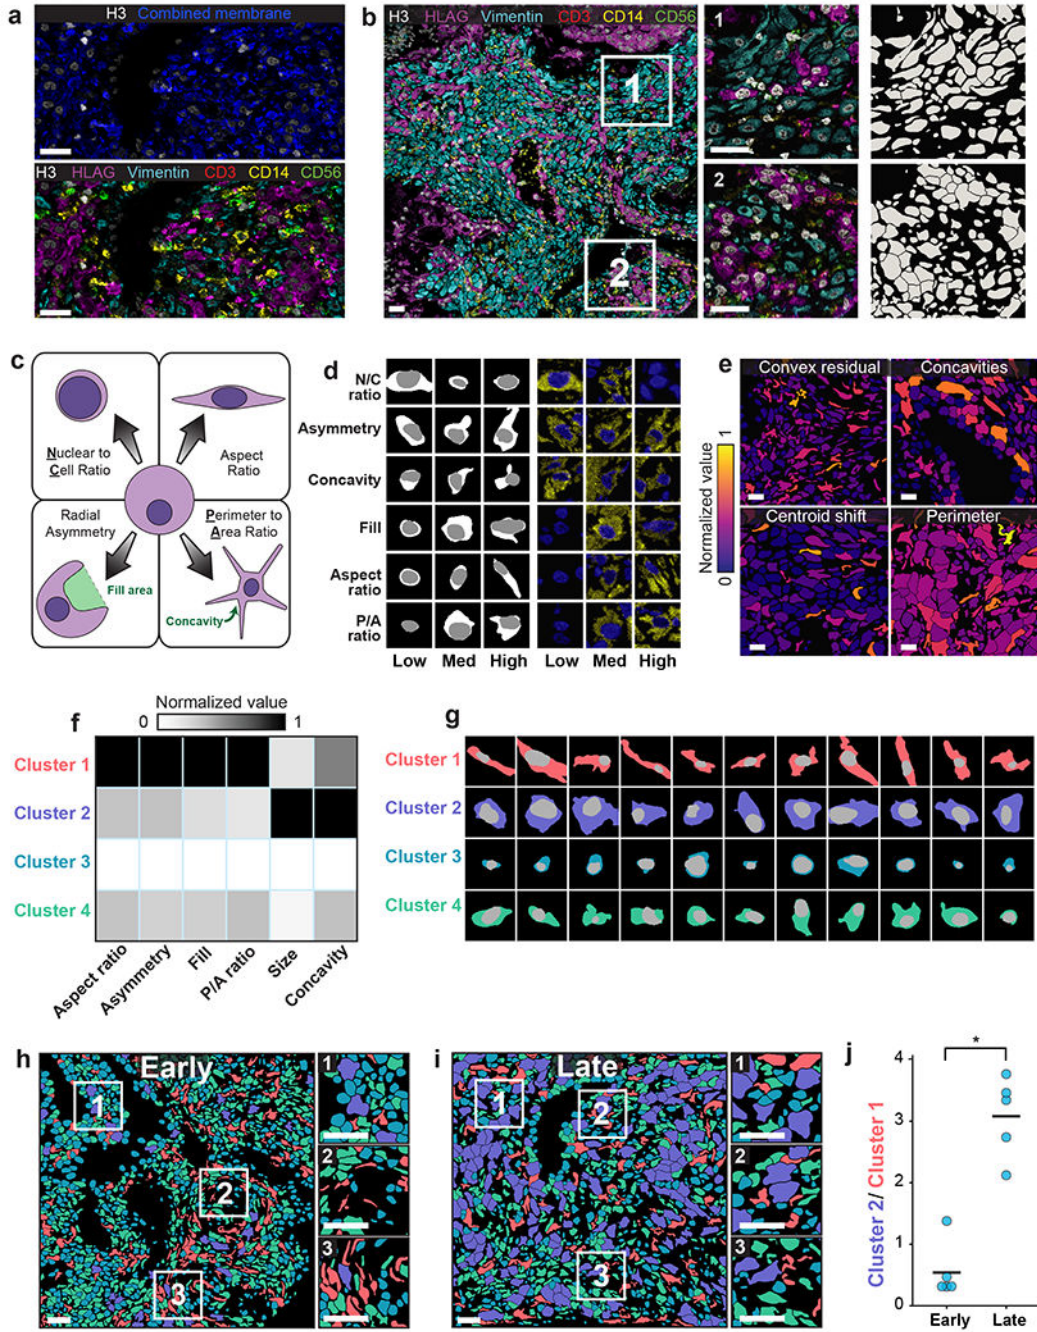 a
H3 Combined membrane
H3 HLAG Vimentin CD3 CD14 CD56
b
H3 HLAG Vimentin CD3 CD14 CD56
1
2
1
2
c
Nuclear to
Cell Ratio
Aspect
Ratio
Radial
Asymmetry
Fill area
Perimeter to
Area Ratio
Concavity
d
N/C
ratio
Asymmetry
Concavity
Fill
Aspect
ratio
P/A
ratio
Low Med High Low Med High
e
Normalized value
0 1
Convex residual
Concavities
Centroid shift
Perimeter
f
Normalized value
0 1
Cluster 1
Cluster 2
Cluster 3
Cluster 4
Aspect ratio
Asymmetry
Fill
P/A ratio
Size
Concavity
g
Cluster 1
Cluster 2
Cluster 3
Cluster 4
h
Early
1
2
3
1
2
3
i
Late
1
2
3
1
2
3
j
*
Cluster 2/ Cluster 1
4
3
2
1
0
Early Late